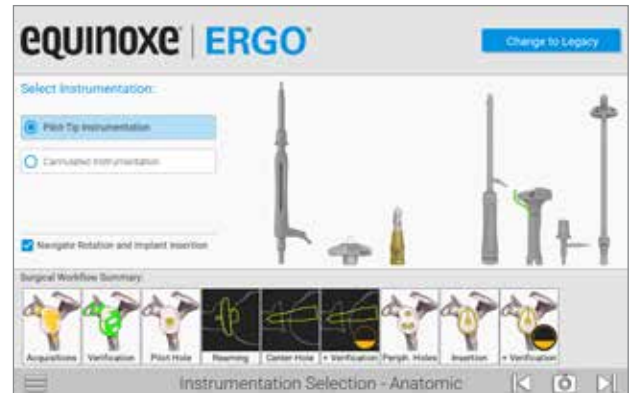 equinoxe | ERGO
Change to Legacy
Select Instrumentation:
Pilot Tip Instrumentation
Cannulated Instrumentation
Navigate Rotation and Implant Insertion
Surgical Workflow Summary:
Acquisitions Verification Pilot Hole Reaming Center Hole + Verification Periph. Holes Insertion + Verification
Instrumentation Selection - Anatomic